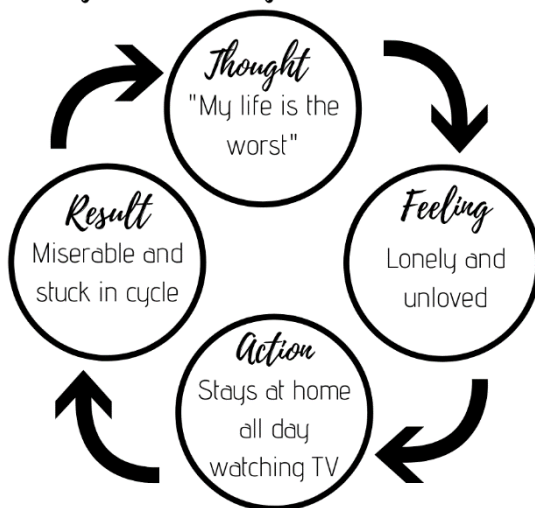 Thought
"My life is the
worst"
Feeling
Lonely and
unloved
Action
Stays at home
all day
watching TV
Result
Miserable and
stuck in cycle